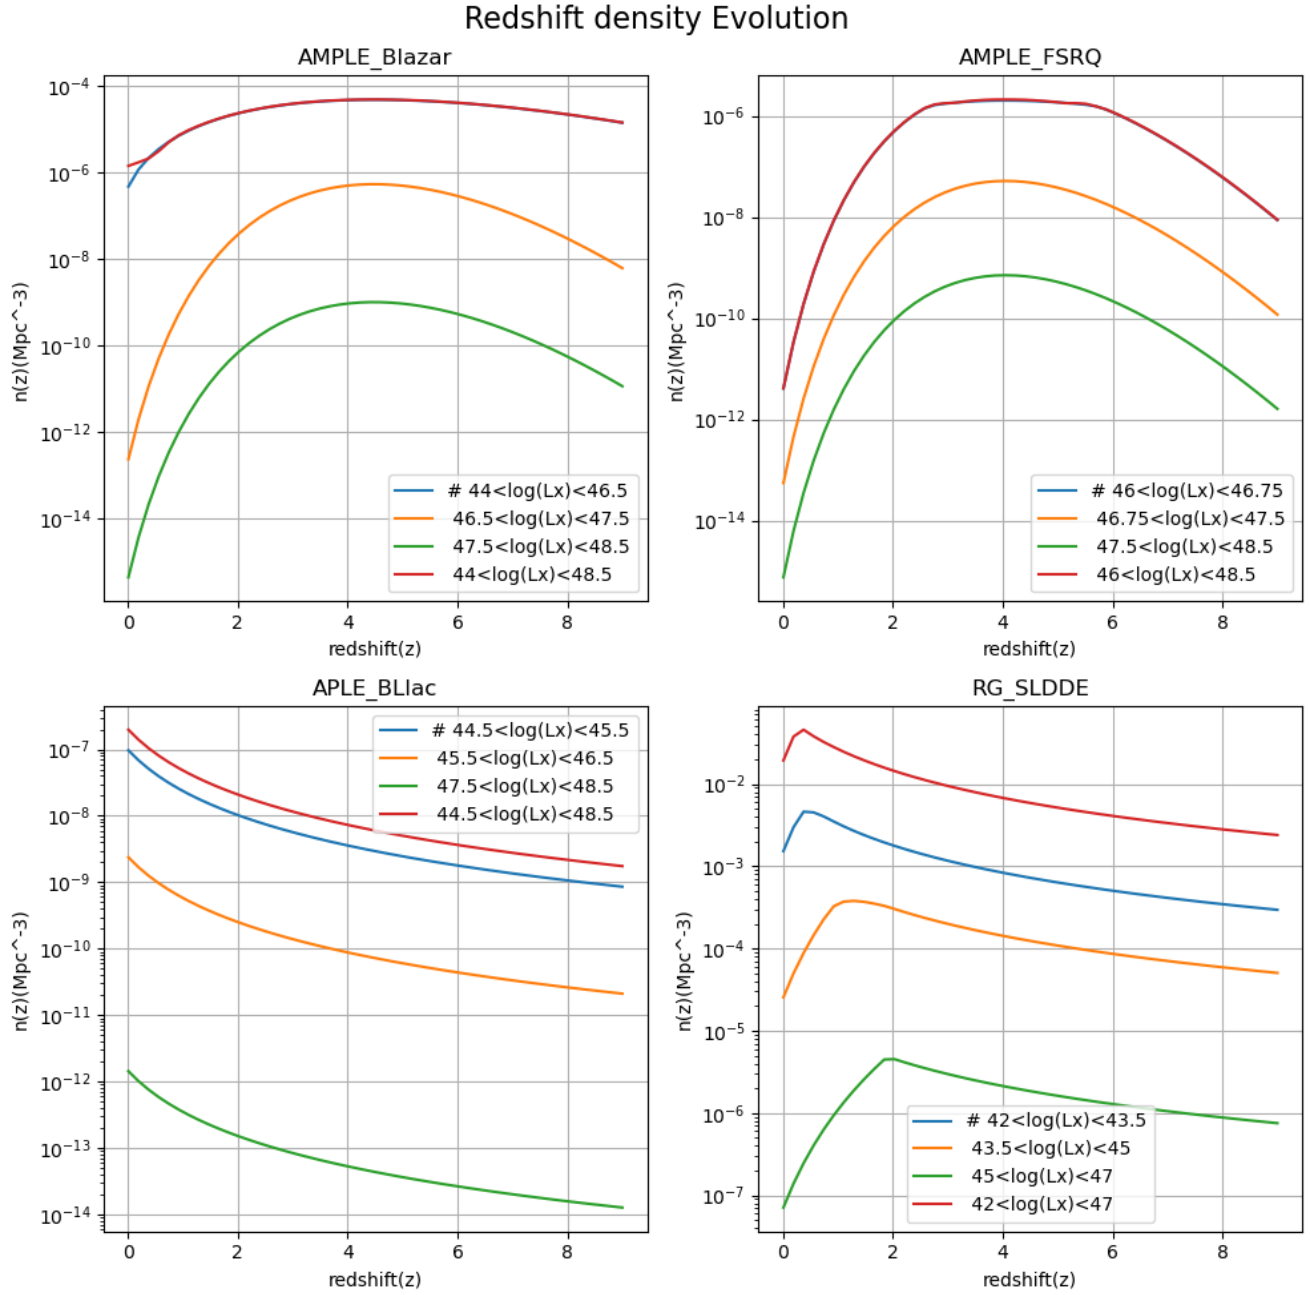 Redshift density Evolution
AMPLE_Blazar
n(z)(Mpc^-3)
10⁻⁴
10⁻⁶
10⁻⁸
10⁻¹⁰
10⁻¹²
10⁻¹⁴
# 44<log(Lx)<46.5
46.5<log(Lx)<47.5
47.5<log(Lx)<48.5
44<log(Lx)<48.5
0 2 4 6 8
redshift(z)
AMPLE_FSRQ
n(z)(Mpc^-3)
10⁻⁶
10⁻⁸
10⁻¹⁰
10⁻¹²
10⁻¹⁴
# 46<log(Lx)<46.75
46.75<log(Lx)<47.5
47.5<log(Lx)<48.5
46<log(Lx)<48.5
0 2 4 6 8
redshift(z)
APLE_BLlac
n(z)(Mpc^-3)
10⁻⁷
10⁻⁸
10⁻⁹
10⁻¹⁰
10⁻¹¹
10⁻¹²
10⁻¹³
10⁻¹⁴
# 44.5<log(Lx)<45.5
45.5<log(Lx)<46.5
47.5<log(Lx)<48.5
44.5<log(Lx)<48.5
0 2 4 6 8
redshift(z)
RG_SLDDE
n(z)(Mpc^-3)
10⁻²
10⁻³
10⁻⁴
10⁻⁵
10⁻⁶
10⁻⁷
# 42<log(Lx)<43.5
43.5<log(Lx)<45
45<log(Lx)<47
42<log(Lx)<47
0 2 4 6 8
redshift(z)